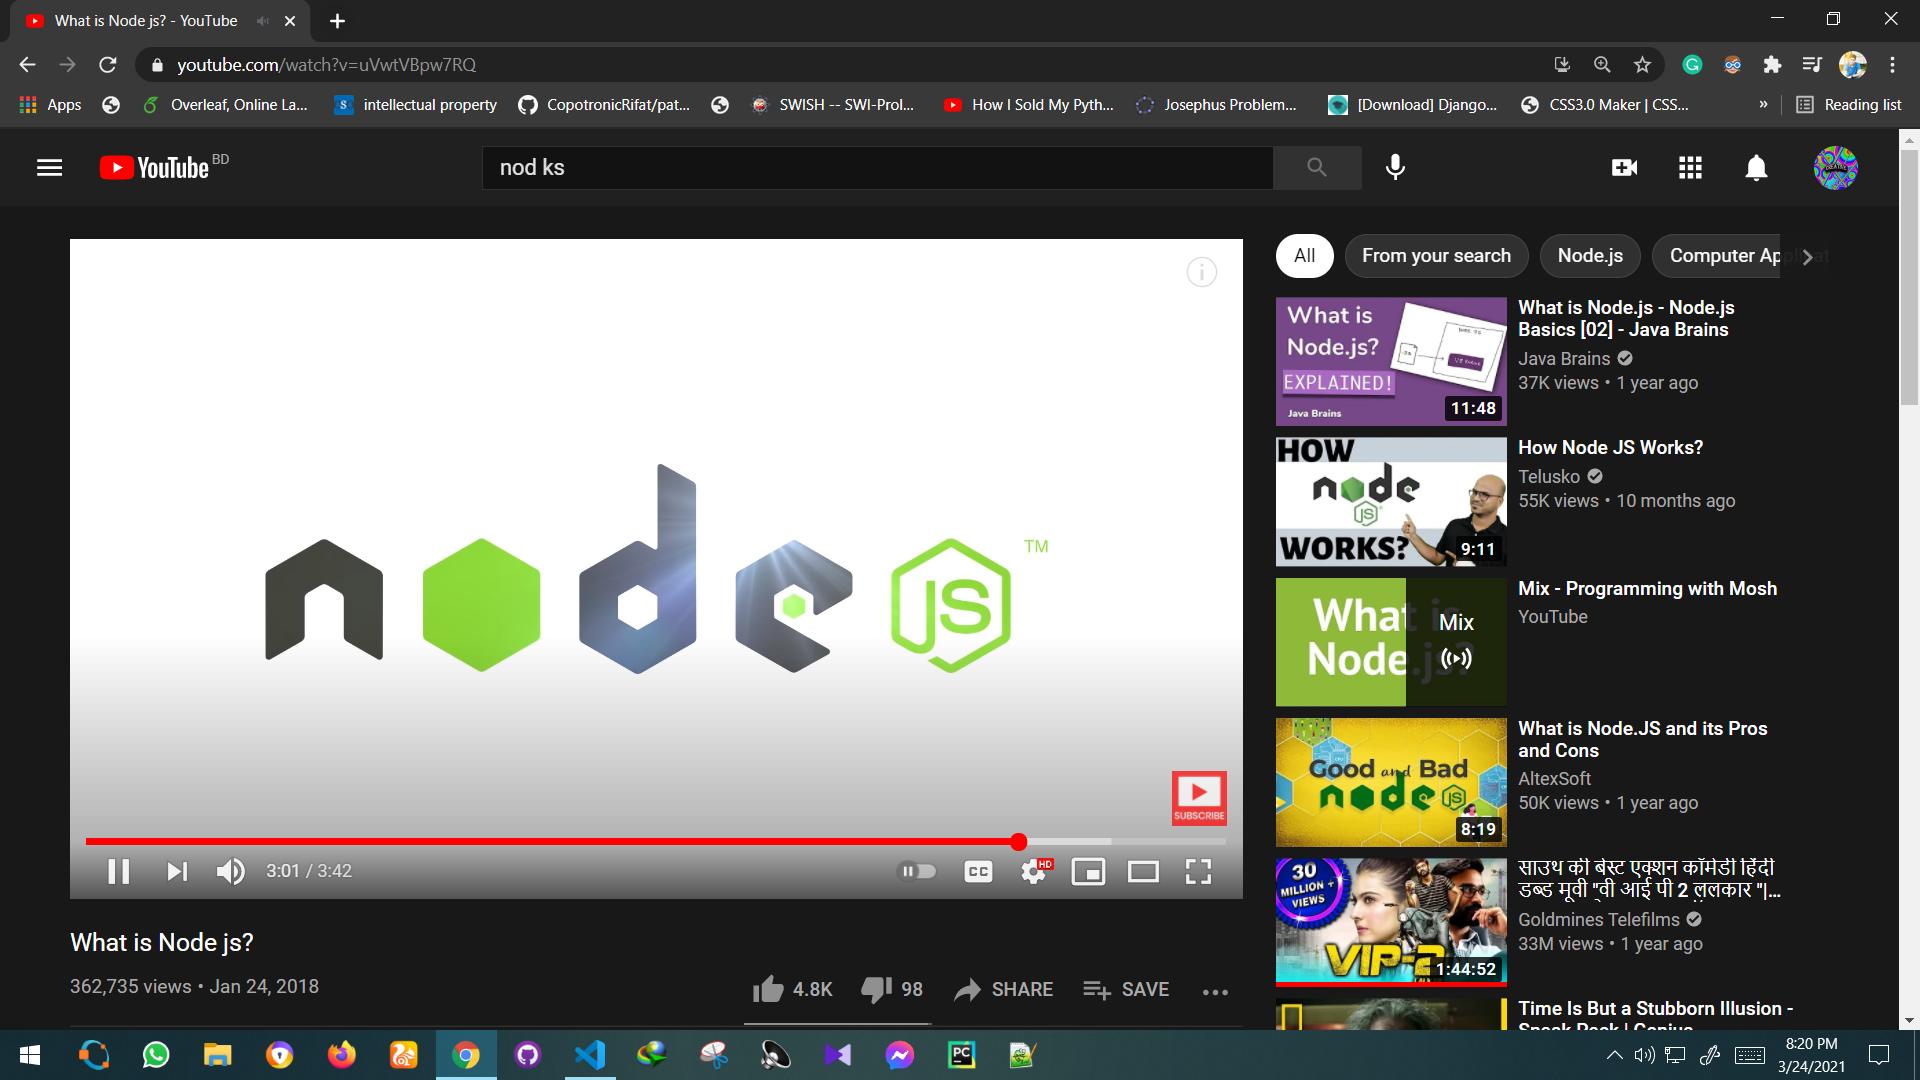 What is Node js? - YouTube
youtube.com/watch?v=uVwtVBpw7RQ
Apps
Overleaf, Online La...
intellectual property
CopotronicRifat/pat...
SWISH -- SWI-Prol...
How I Sold My Pyth...
Josephus Problem...
[Download] Django...
CSS3.0 Maker | CSS...
»
Reading list
YouTube BD
nod ks
All
From your search
Node.js
Computer Ap
node JS TM
SUBSCRIBE
3:01 / 3:42
CC
HD
What is Node js?
362,735 views • Jan 24, 2018
4.8K
98
SHARE
SAVE
What is
Node.js?
EXPLAINED!
Java Brains
11:48
What is Node.js - Node.js
Basics [02] - Java Brains
Java Brains
37K views • 1 year ago
HOW
node
JS
WORKS?
9:11
How Node JS Works?
Telusko
55K views • 10 months ago
What is
Node.js?
Mix
Mix - Programming with Mosh
YouTube
Good and Bad
node JS
8:19
What is Node.JS and its Pros
and Cons
AltexSoft
50K views • 1 year ago
30
MILLION +
VIEWS
VIP-2
1:44:52
साउथ की बेस्ट एक्शन कॉमेडी हिंदी
डब्ड मूवी "वी आई पी 2 ललकार "|...
Goldmines Telefilms
33M views • 1 year ago
Time Is But a Stubborn Illusion -
Sneak Peek | Genius
PC
8:20 PM
3/24/2021